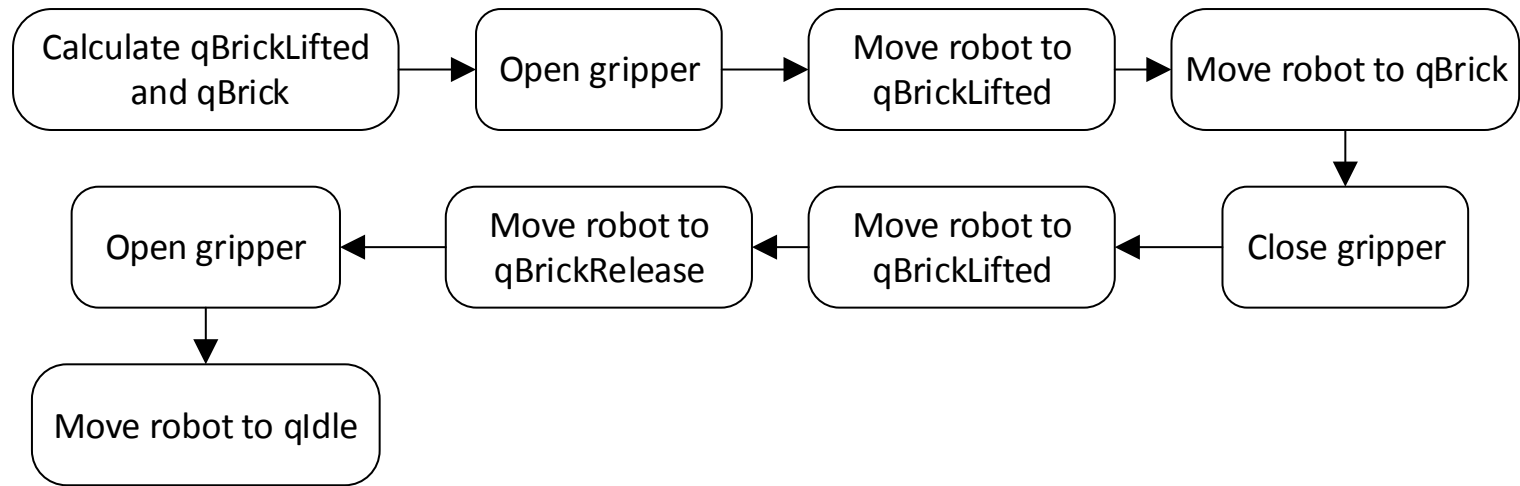 Calculate qBrickLifted
and qBrick
Open gripper
Move robot to
qBrickLifted
Move robot to qBrick
Close gripper
Move robot to
qBrickLifted
Move robot to
qBrickRelease
Open gripper
Move robot to qIdle